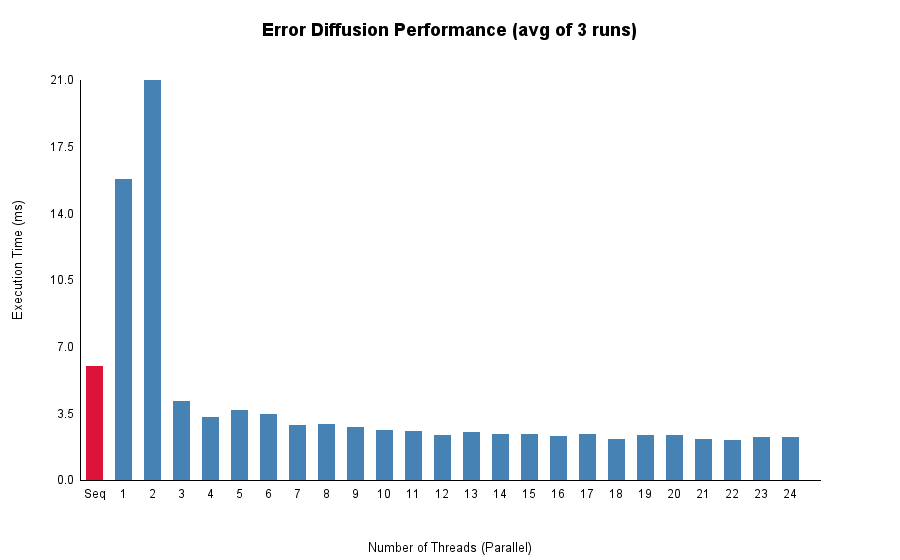 Error Diffusion Performance (avg of 3 runs)
21.0
17.5
14.0
10.5
7.0
3.5
0.0
Execution Time (ms)
Seq 1 2 3 4 5 6 7 8 9 10 11 12 13 14 15 16 17 18 19 20 21 22 23 24
Number of Threads (Parallel)